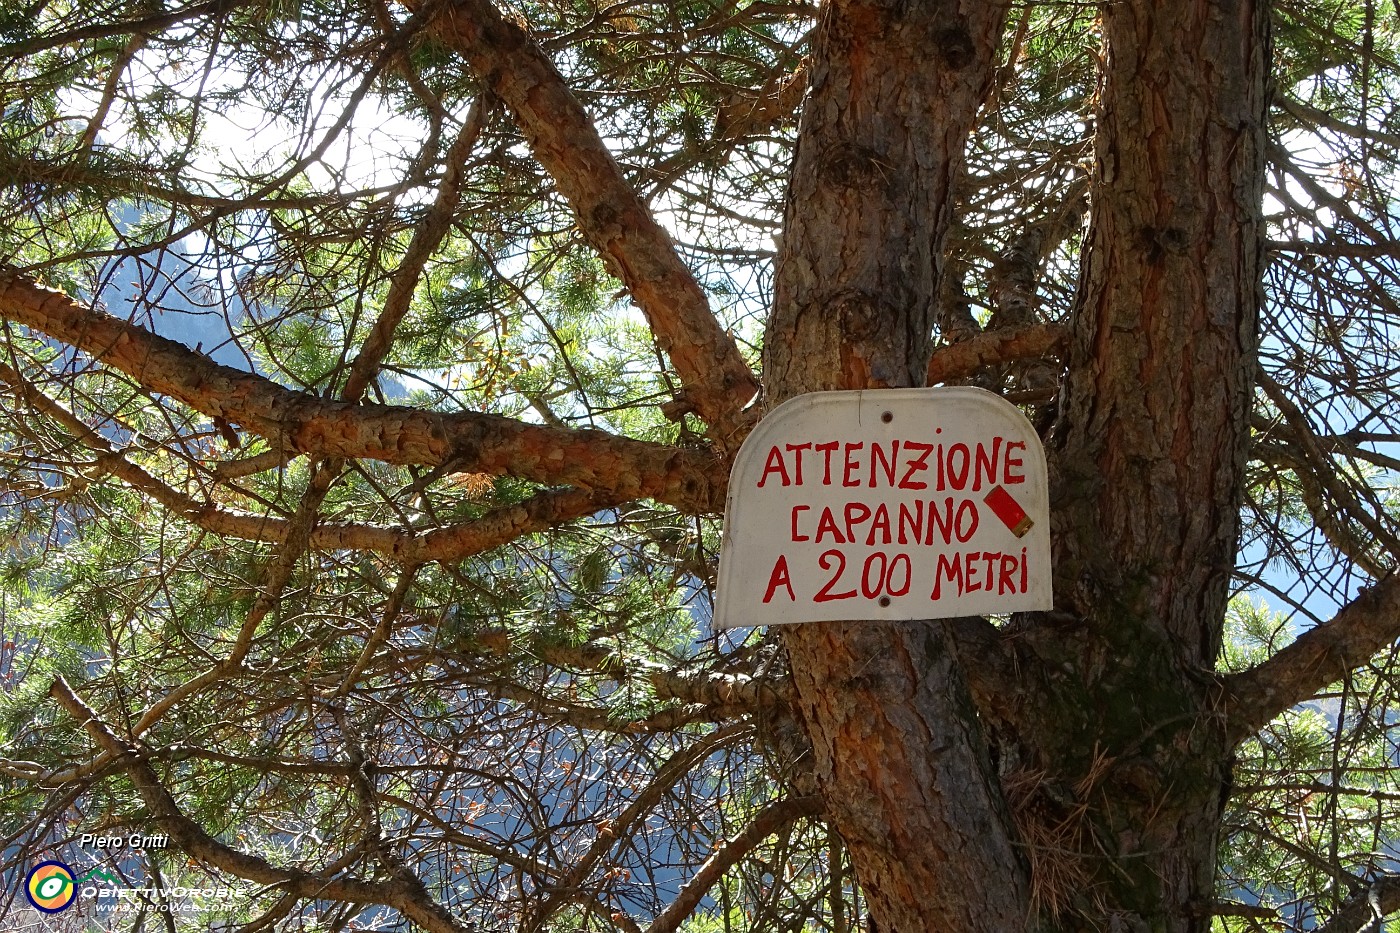 ATTENZIONE
CAPANNO
A 200 METRI
Piero Gritti
OBIETTIVOROBIE
www.PieroWeb.com